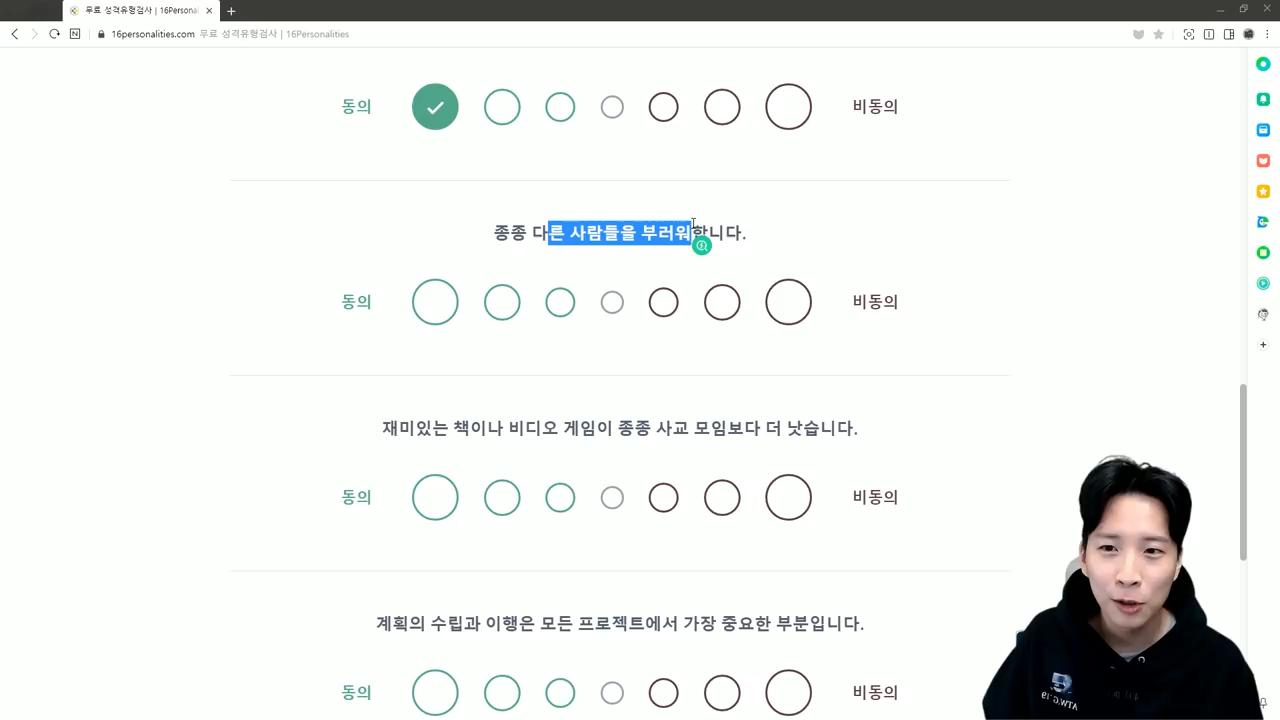 무료 성격유형검사 | 16Persona
16personalities.com 무료 성격유형검사 | 16Personalities
동의 비동의
종종 다른 사람들을 부러워합니다.
동의 비동의
재미있는 책이나 비디오 게임이 종종 사교 모임보다 더 낫습니다.
동의 비동의
계획의 수립과 이행은 모든 프로젝트에서 가장 중요한 부분입니다.
동의 비동의